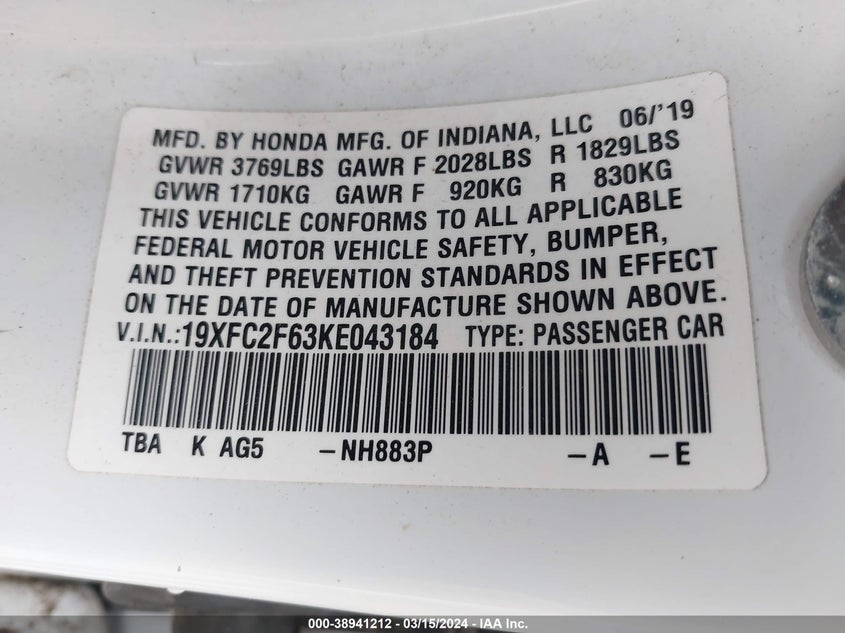 MFD. BY HONDA MFG. OF INDIANA, LLC 06/'19
GVWR 3769LBS GAWR F 2028LBS R 1829LBS
GVWR 1710KG GAWR F 920KG R 830KG
THIS VEHICLE CONFORMS TO ALL APPLICABLE
FEDERAL MOTOR VEHICLE SAFETY, BUMPER,
AND THEFT PREVENTION STANDARDS IN EFFECT
ON THE DATE OF MANUFACTURE SHOWN ABOVE.
V.I.N.:19XFC2F63KE043184 TYPE: PASSENGER CAR
TBA K AG5 –NH883P –A –E
000-38941212 - 03/15/2024 - IAA Inc.